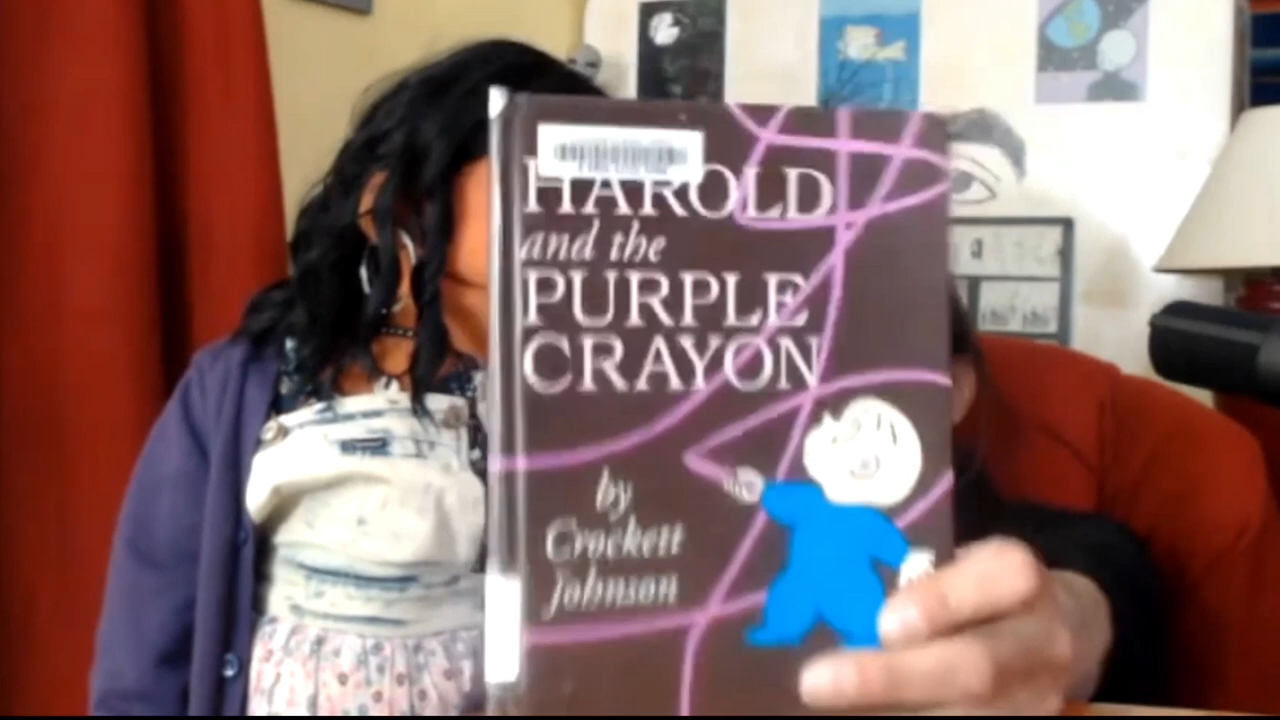 HAROLD
and the
PURPLE
CRAYON
by
Crockett
Johnson